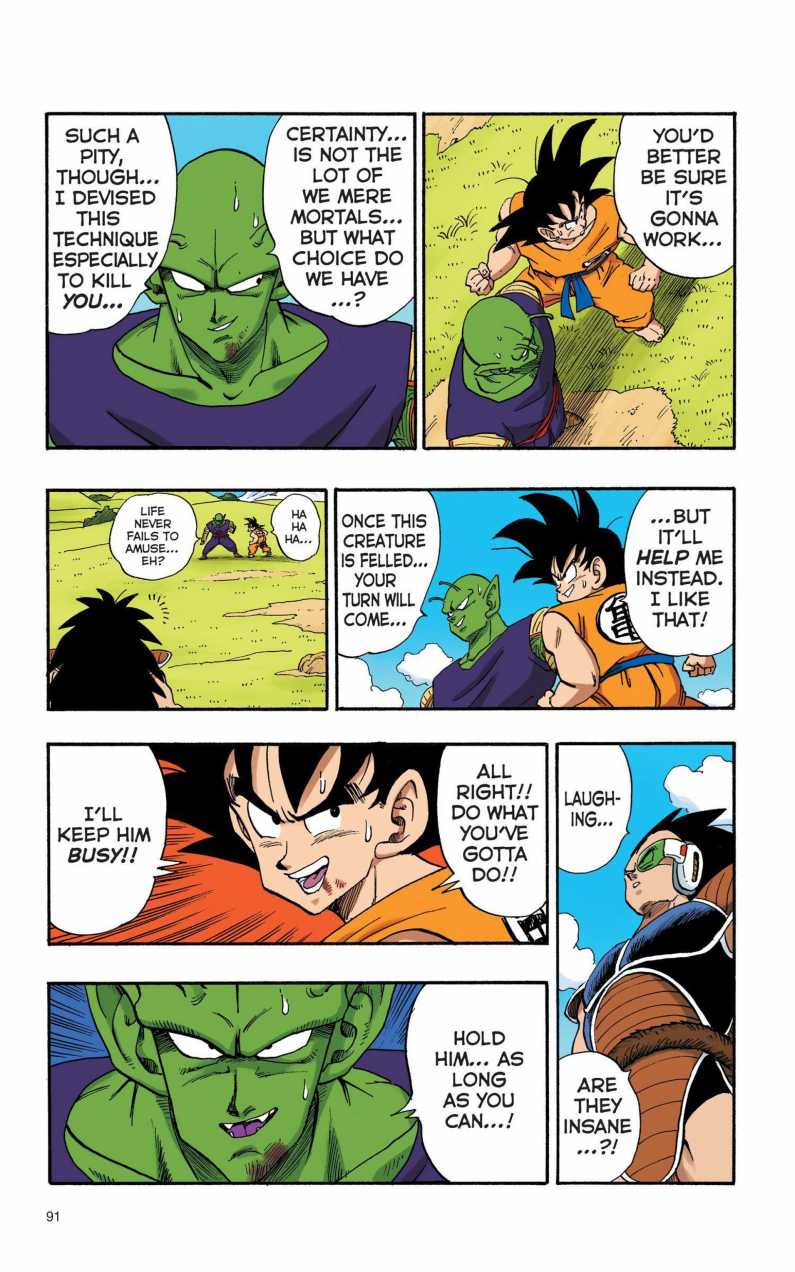 YOU'D
BETTER
BE SURE
IT'S
GONNA
WORK...
CERTAINTY...
IS NOT THE
LOT OF
WE MERE
MORTALS...
BUT WHAT
CHOICE DO
WE HAVE
...?
SUCH A
PITY,
THOUGH...
I DEVISED
THIS
TECHNIQUE
ESPECIALLY
TO KILL
YOU...
...BUT
IT'LL
HELP ME
INSTEAD.
I LIKE
THAT!
亀
ONCE THIS
CREATURE
IS FELLED...
YOUR
TURN WILL
COME...
HA
HA
HA...
LIFE
NEVER
FAILS TO
AMUSE...
EH?
LAUGH-
ING...
ARE
THEY
INSANE
...?!
ALL
RIGHT!!
DO WHAT
YOU'VE
GOTTA
DO!!
I'LL
KEEP HIM
BUSY!!
HOLD
HIM... AS
LONG
AS YOU
CAN...!
91